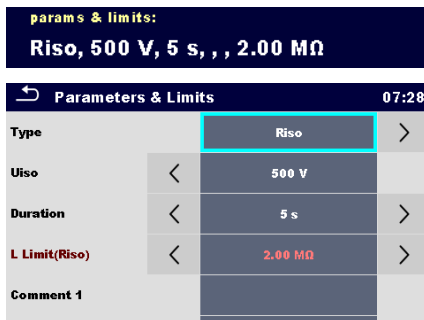 params & limits:
Riso, 500 V, 5 s, , , 2.00 MΩ
Parameters & Limits 07:28
Type Riso
Uiso 500 V
Duration 5 s
L Limit(Riso) 2.00 MΩ
Comment 1